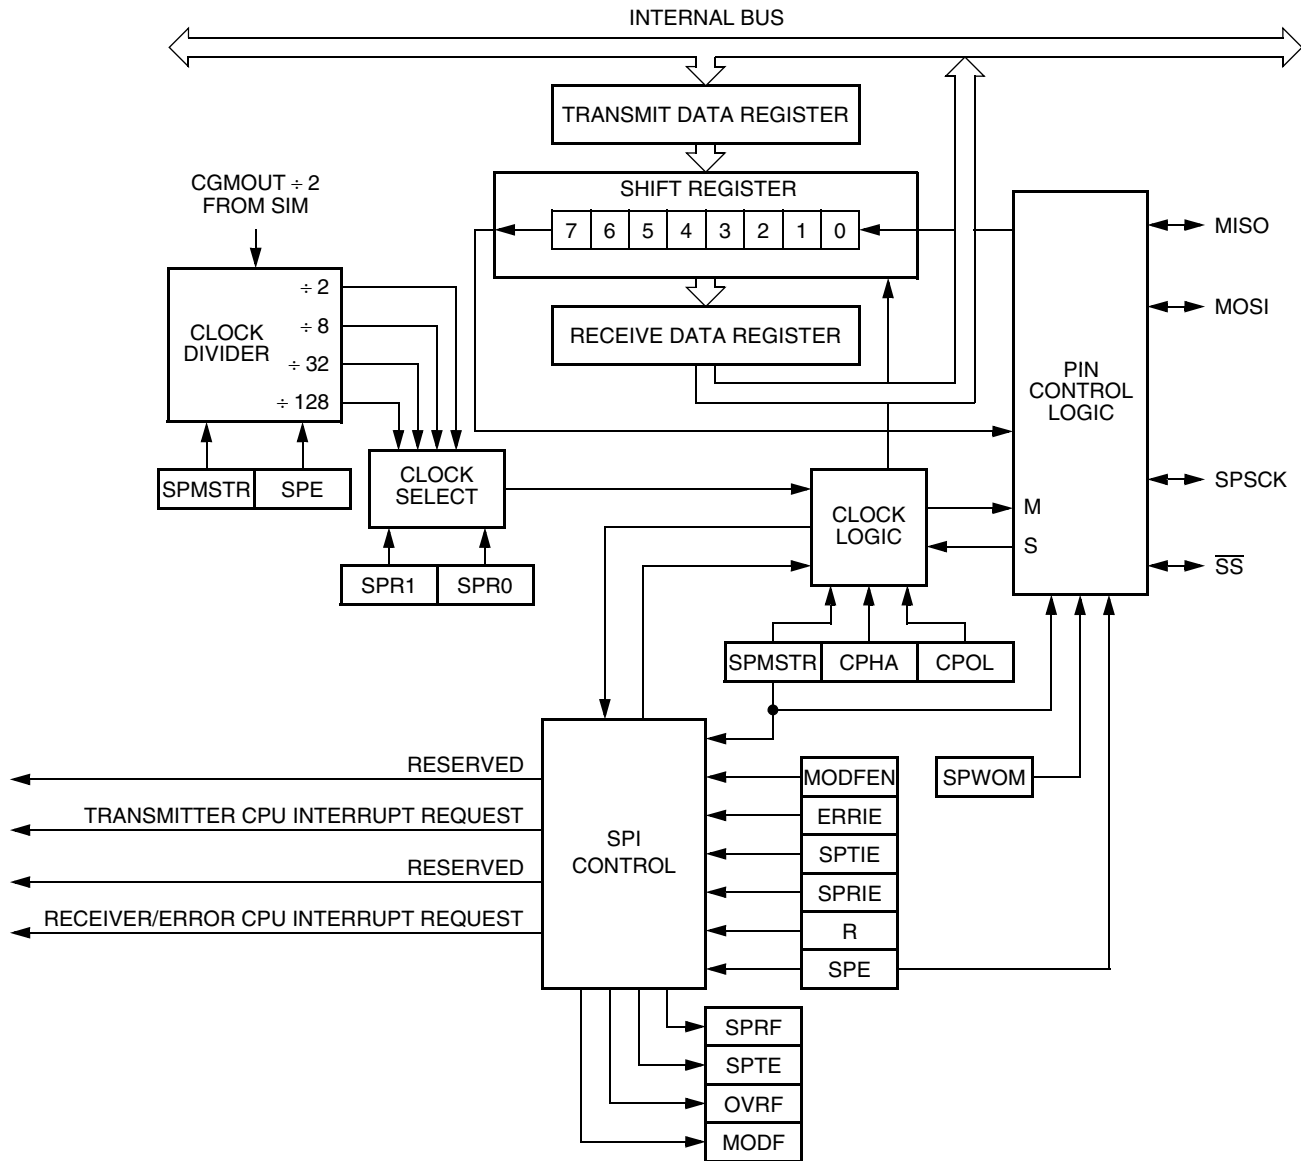 INTERNAL BUS
TRANSMIT DATA REGISTER
SHIFT REGISTER
7 6 5 4 3 2 1 0
RECEIVE DATA REGISTER
CGMOUT ÷ 2
FROM SIM
CLOCK
DIVIDER
÷ 2
÷ 8
÷ 32
÷ 128
SPMSTR SPE
CLOCK
SELECT
SPR1 SPR0
CLOCK
LOGIC
PIN
CONTROL
LOGIC
M
S
MISO
MOSI
SPSCK
SS
SPMSTR CPHA CPOL
SPWOM
RESERVED
TRANSMITTER CPU INTERRUPT REQUEST
RESERVED
RECEIVER/ERROR CPU INTERRUPT REQUEST
SPI
CONTROL
MODFEN
ERRIE
SPTIE
SPRIE
R
SPE
SPRF
SPTE
OVRF
MODF